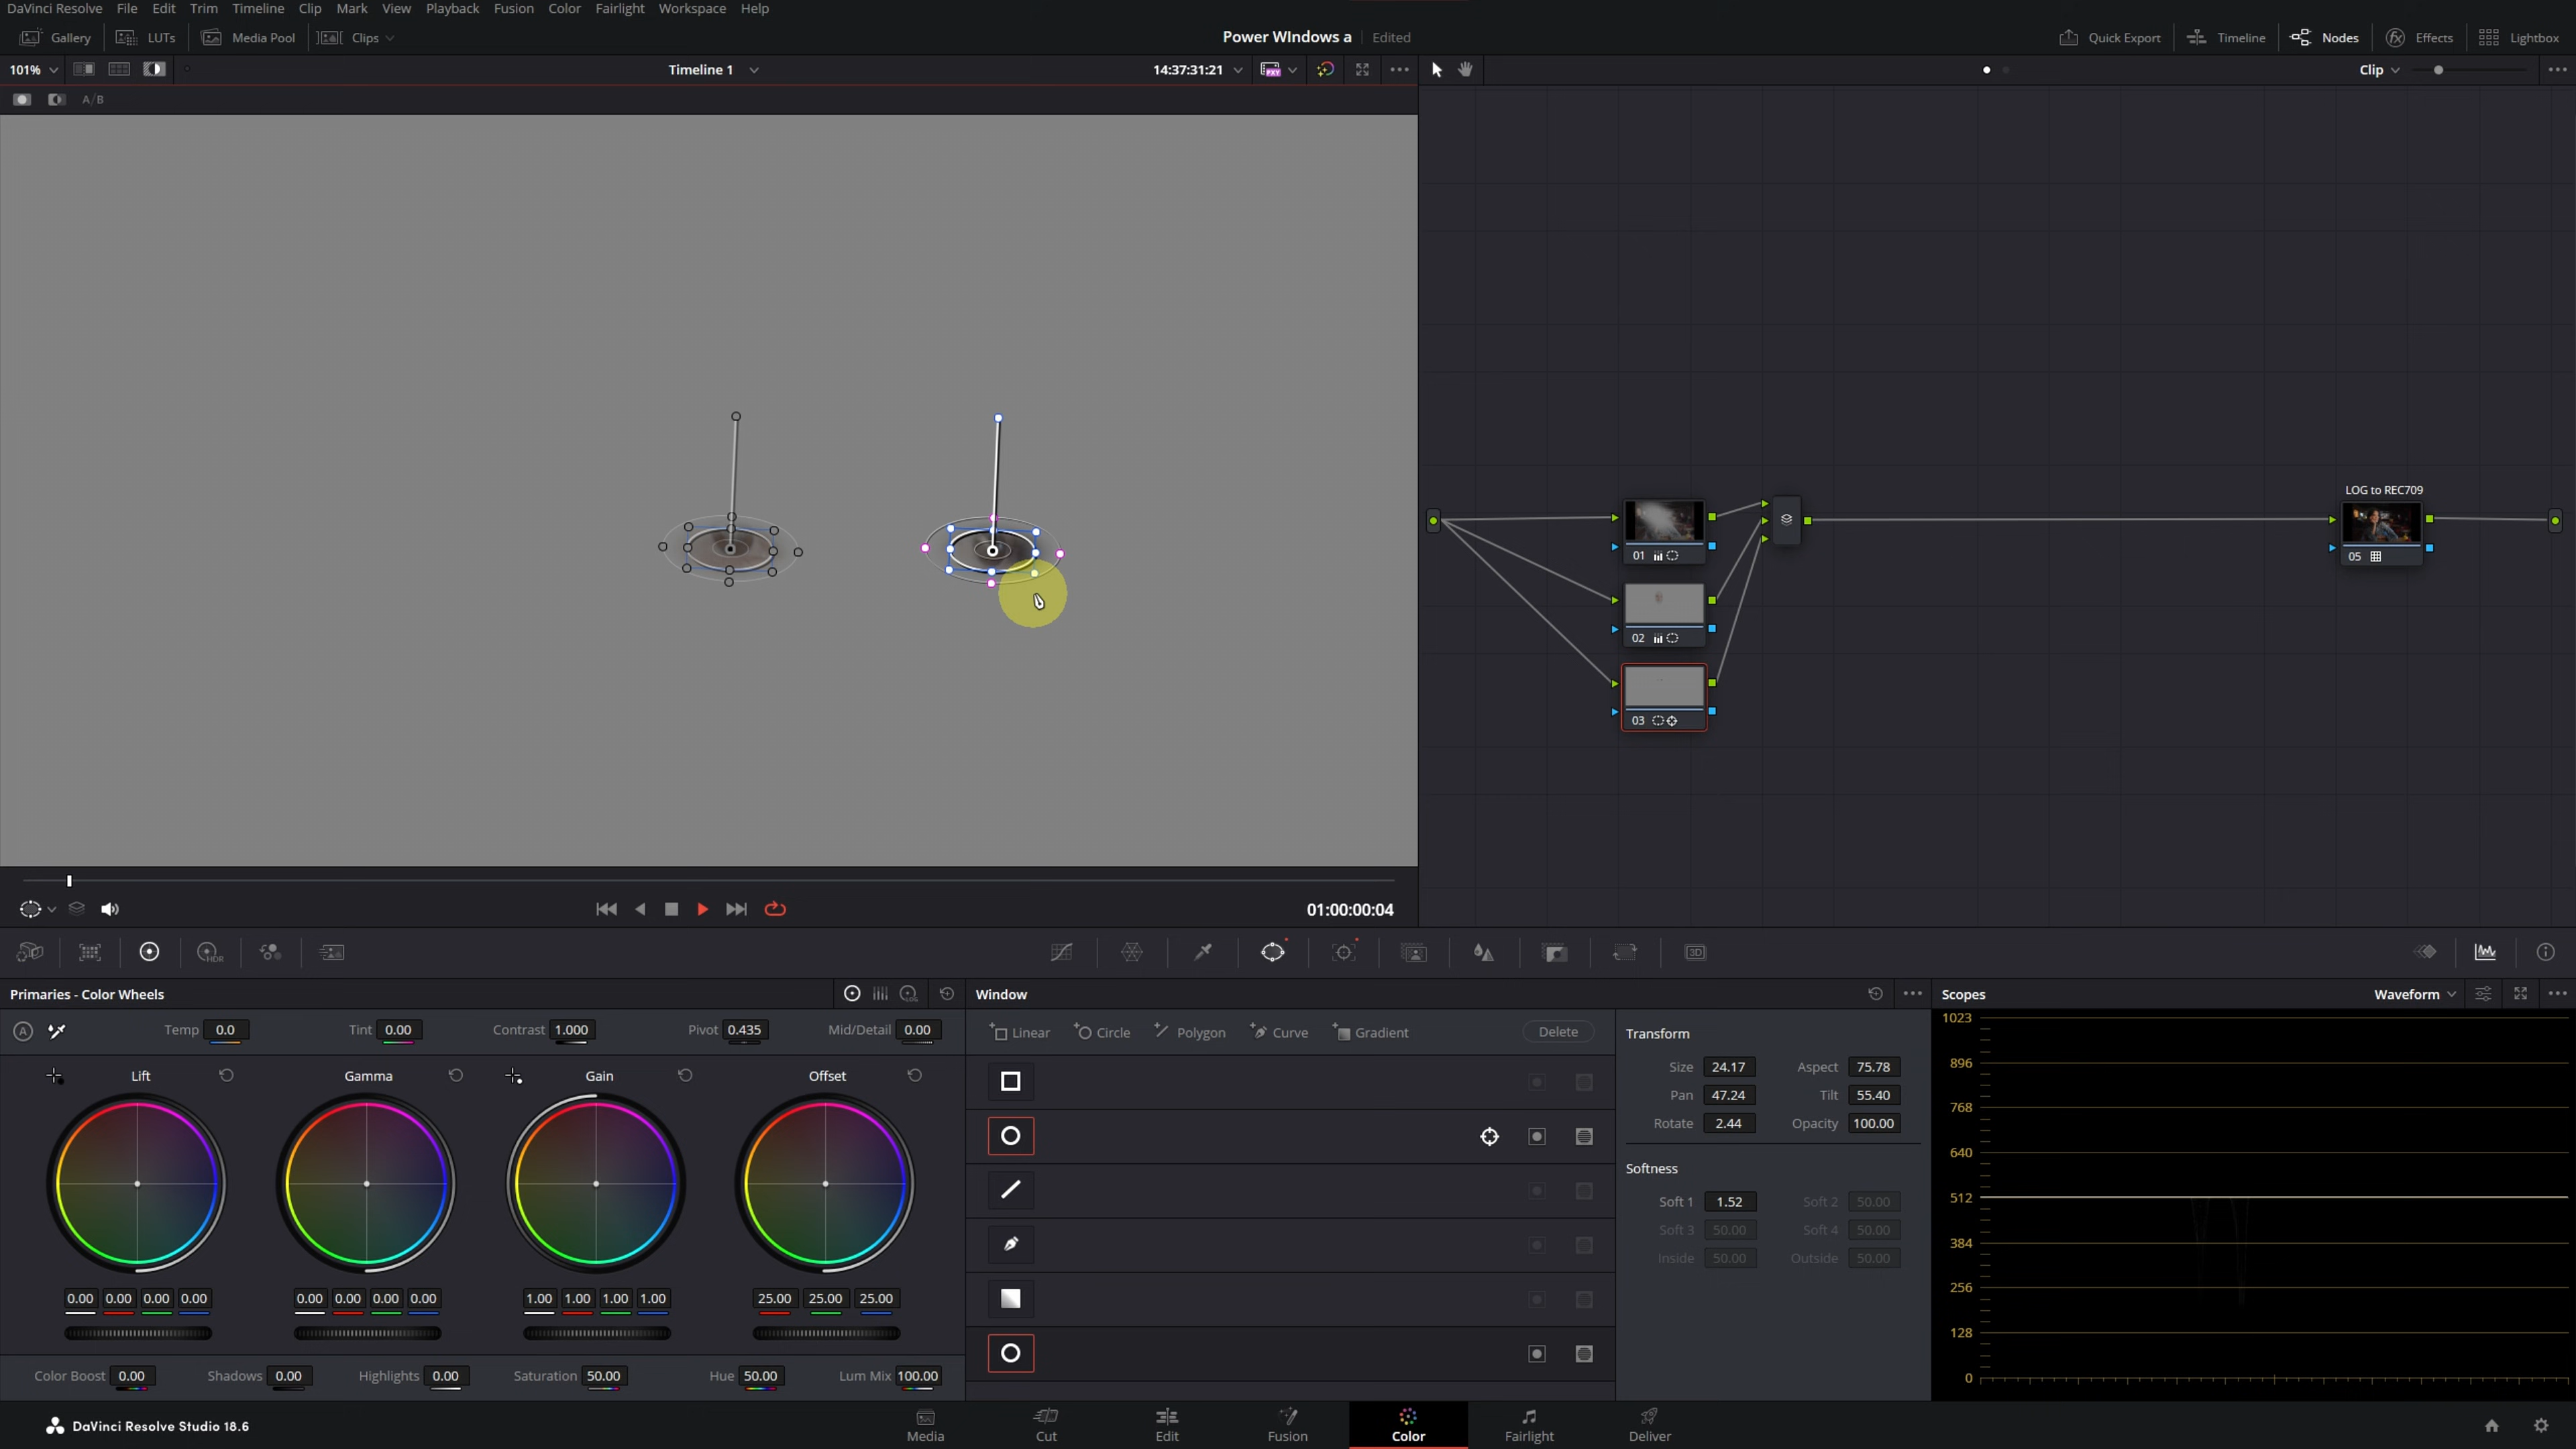 DaVinci Resolve File Edit Trim Timeline Clip Mark View Playback Fusion Color Fairlight Workspace Help
Gallery LUTs Media Pool Clips Power WIndows a Edited Quick Export Timeline Nodes Effects Lightbox
101% Timeline 1 14:37:31:21 PXY Clip
A/B
LOG to REC709
01
05
02
03
01:00:00:04
HDR 3D
Primaries - Color Wheels LOG Window Scopes Waveform
A Temp 0.0 Tint 0.00 Contrast 1.000 Pivot 0.435 Mid/Detail 0.00
Linear Circle Polygon Curve Gradient Delete
Transform
Size 24.17 Aspect 75.78
Pan 47.24 Tilt 55.40
Rotate 2.44 Opacity 100.00
Softness
Soft 1 1.52 Soft 2 50.00
Soft 3 50.00 Soft 4 50.00
Inside 50.00 Outside 50.00
1023
896
768
640
512
384
256
128
0
Lift Gamma Gain Offset
0.00 0.00 0.00 0.00 0.00 0.00 0.00 0.00 1.00 1.00 1.00 1.00 25.00 25.00 25.00
Color Boost 0.00 Shadows 0.00 Highlights 0.00 Saturation 50.00 Hue 50.00 Lum Mix 100.00
DaVinci Resolve Studio 18.6 Media Cut Edit Fusion Color Fairlight Deliver